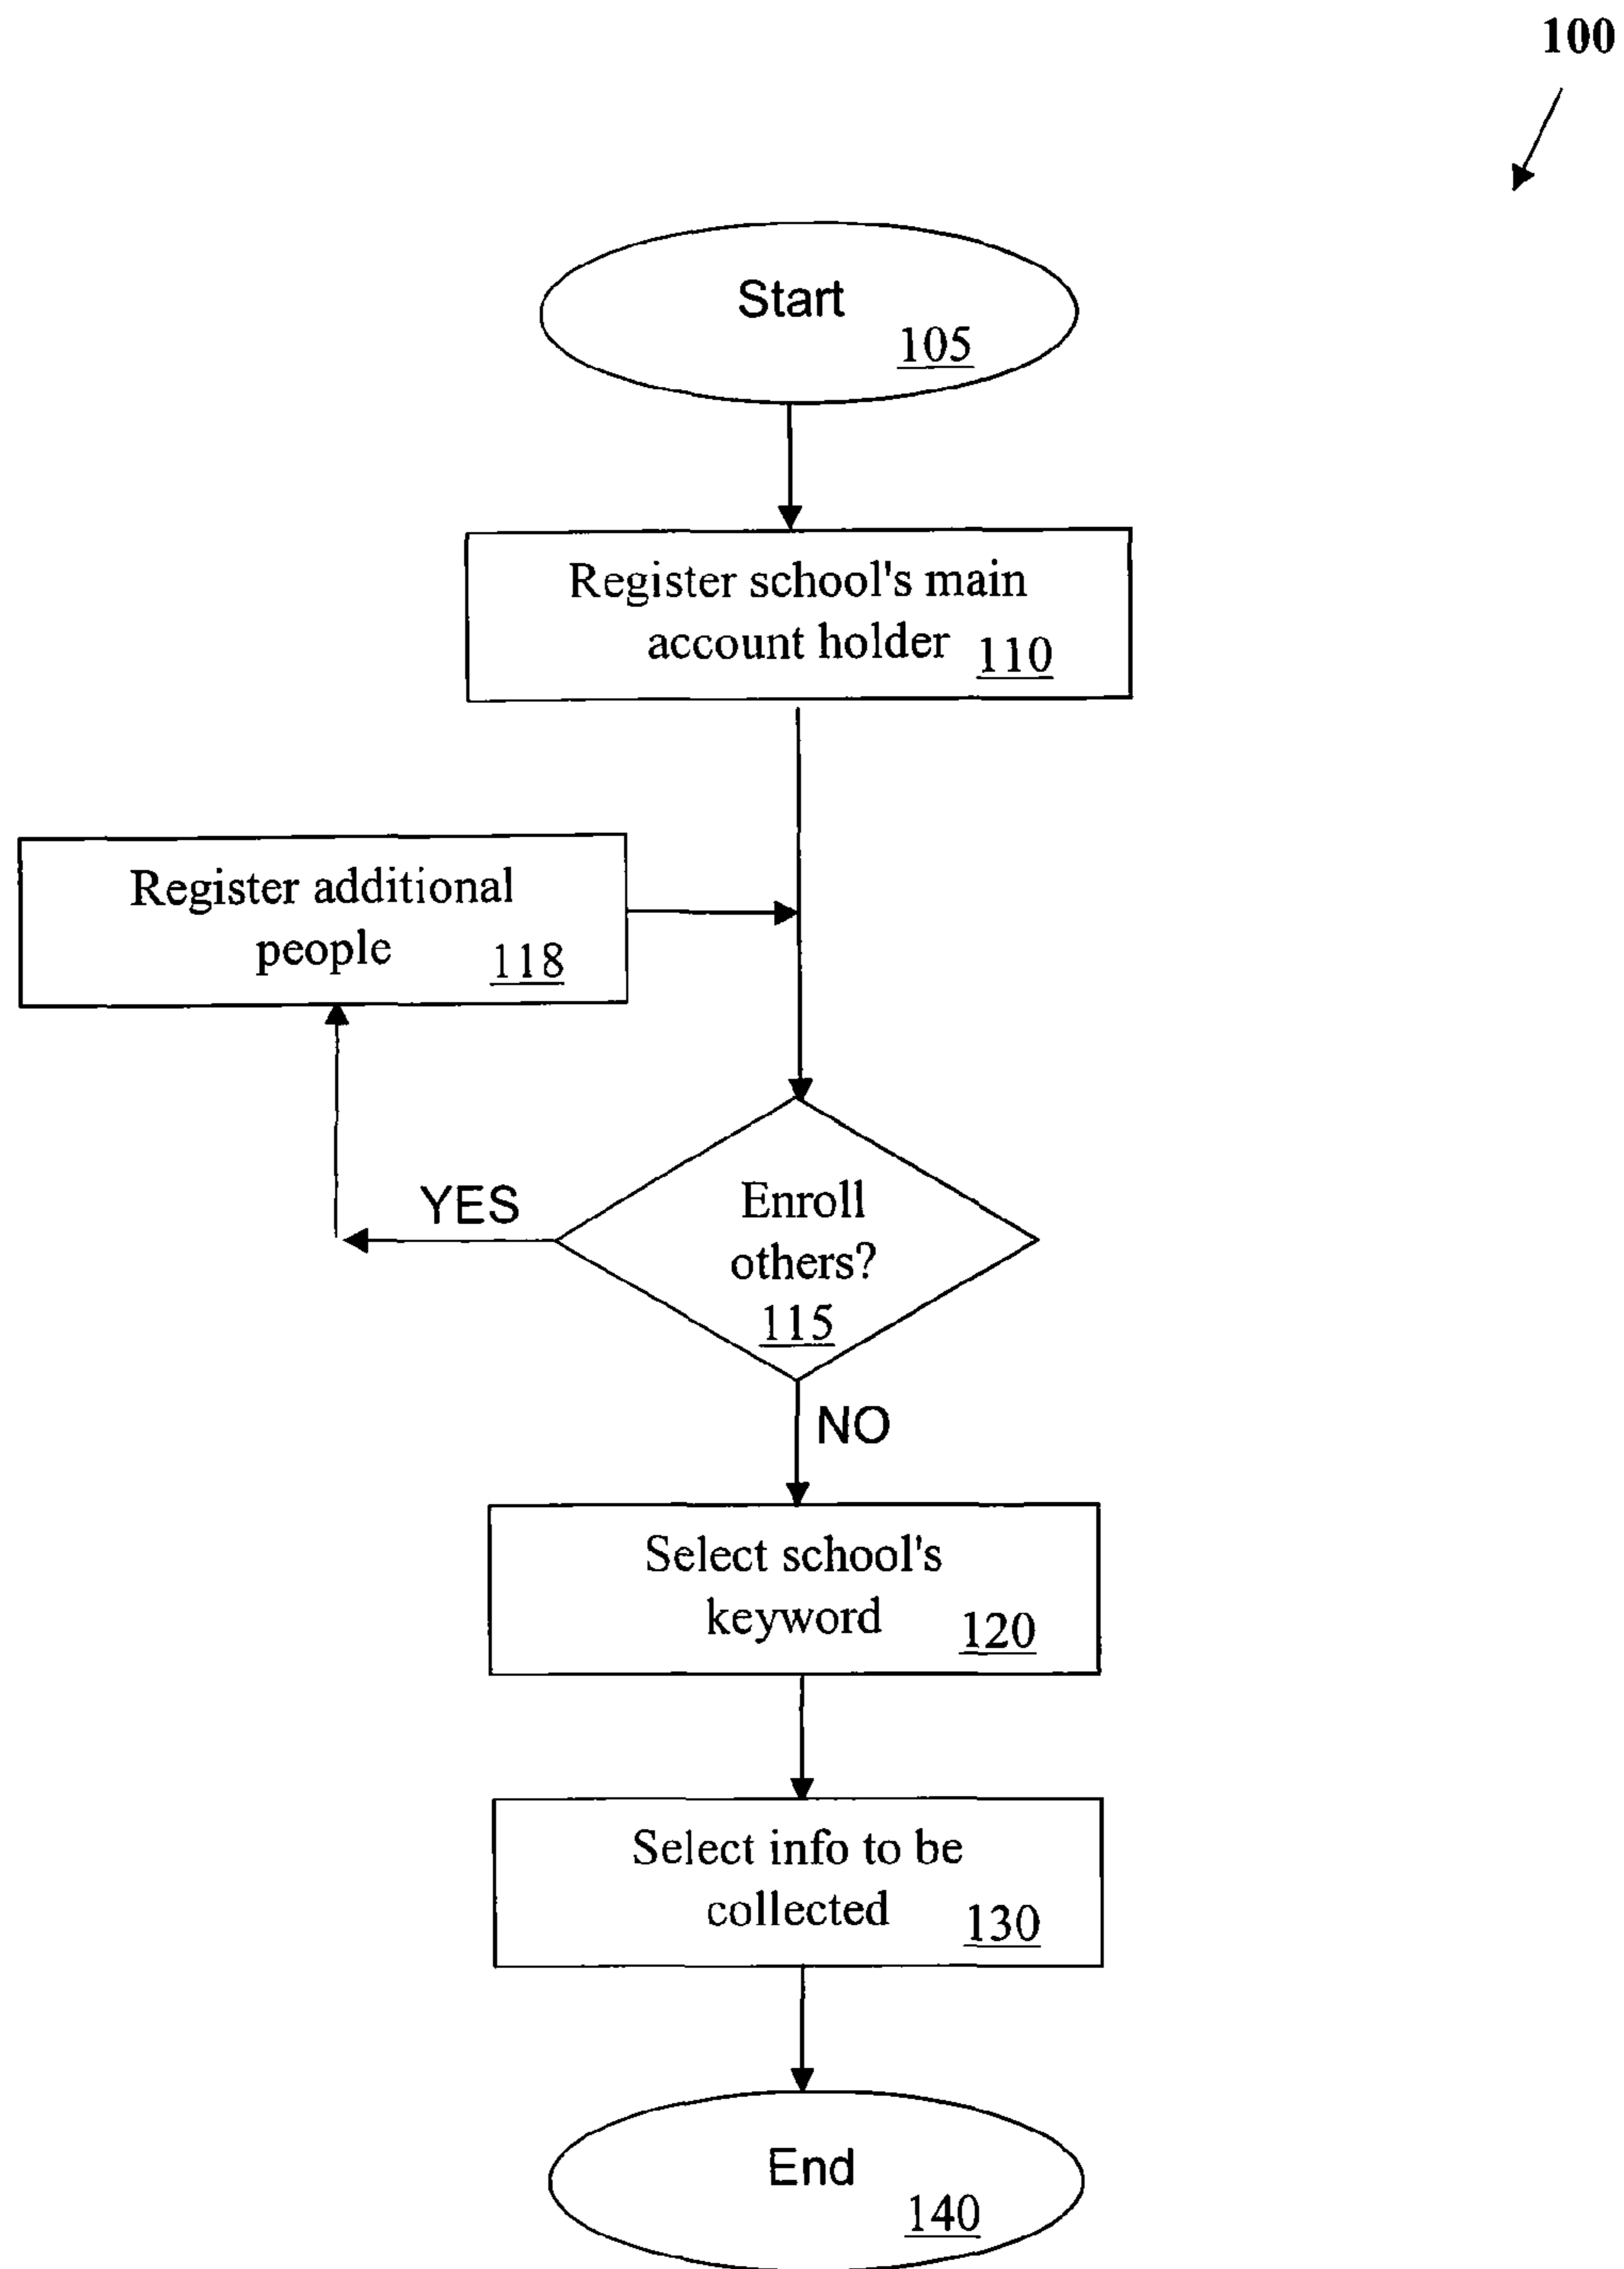 100
Start
105
Register school's main
account holder 110
Register additional
people 118
YES
Enroll
others?
115
NO
Select school's
keyword 120
Select info to be
collected 130
End
140